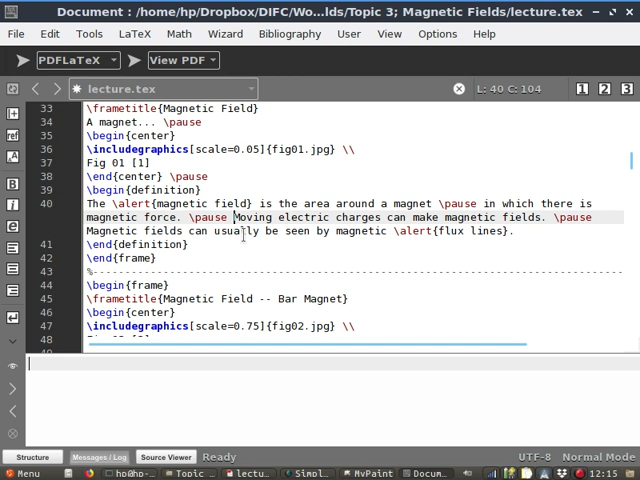 Document : /home/hp/Dropbox/DIFC/Wo...lds/Topic 3; Magnetic Fields/lecture.tex
File Edit Tools LaTeX Math Wizard Bibliography User View Options Help
PDFLaTeX View PDF
lecture.tex L: 40 C: 104 1 2 3
33 \frametitle{Magnetic Field}
34 A magnet... \pause
35 \begin{center}
36 \includegraphics[scale=0.05]{fig01.jpg} \\
37 Fig 01 [1]
38 \end{center} \pause
39 \begin{definition}
40 The \alert{magnetic field} is the area around a magnet \pause in which there is
magnetic force. \pause Moving electric charges can make magnetic fields. \pause
Magnetic fields can usually be seen by magnetic \alert{flux lines}.
41 \end{definition}
42 \end{frame}
43 %-------------------------------------------------------------------------------
44 \begin{frame}
45 \frametitle{Magnetic Field -- Bar Magnet}
46 \begin{center}
47 \includegraphics[scale=0.75]{fig02.jpg} \\
48
Structure Messages / Log Source Viewer Ready UTF-8 Normal Mode
Menu hp@hp-... Topic ... lectu... Simpl... MyPaint Docum... 12:15